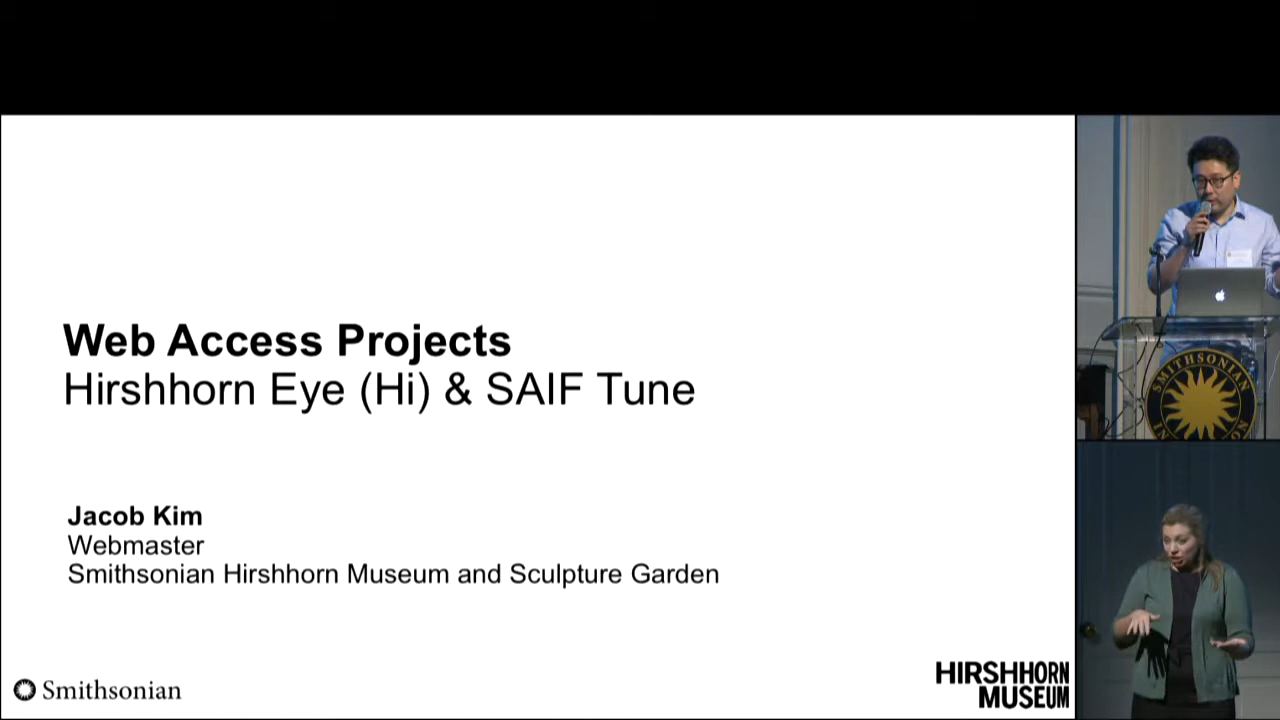 Web Access Projects
Hirshhorn Eye (Hi) & SAIF Tune
Jacob Kim
Webmaster
Smithsonian Hirshhorn Museum and Sculpture Garden
Smithsonian
HIRSHHORN
MUSEUM
SMITHSONIAN